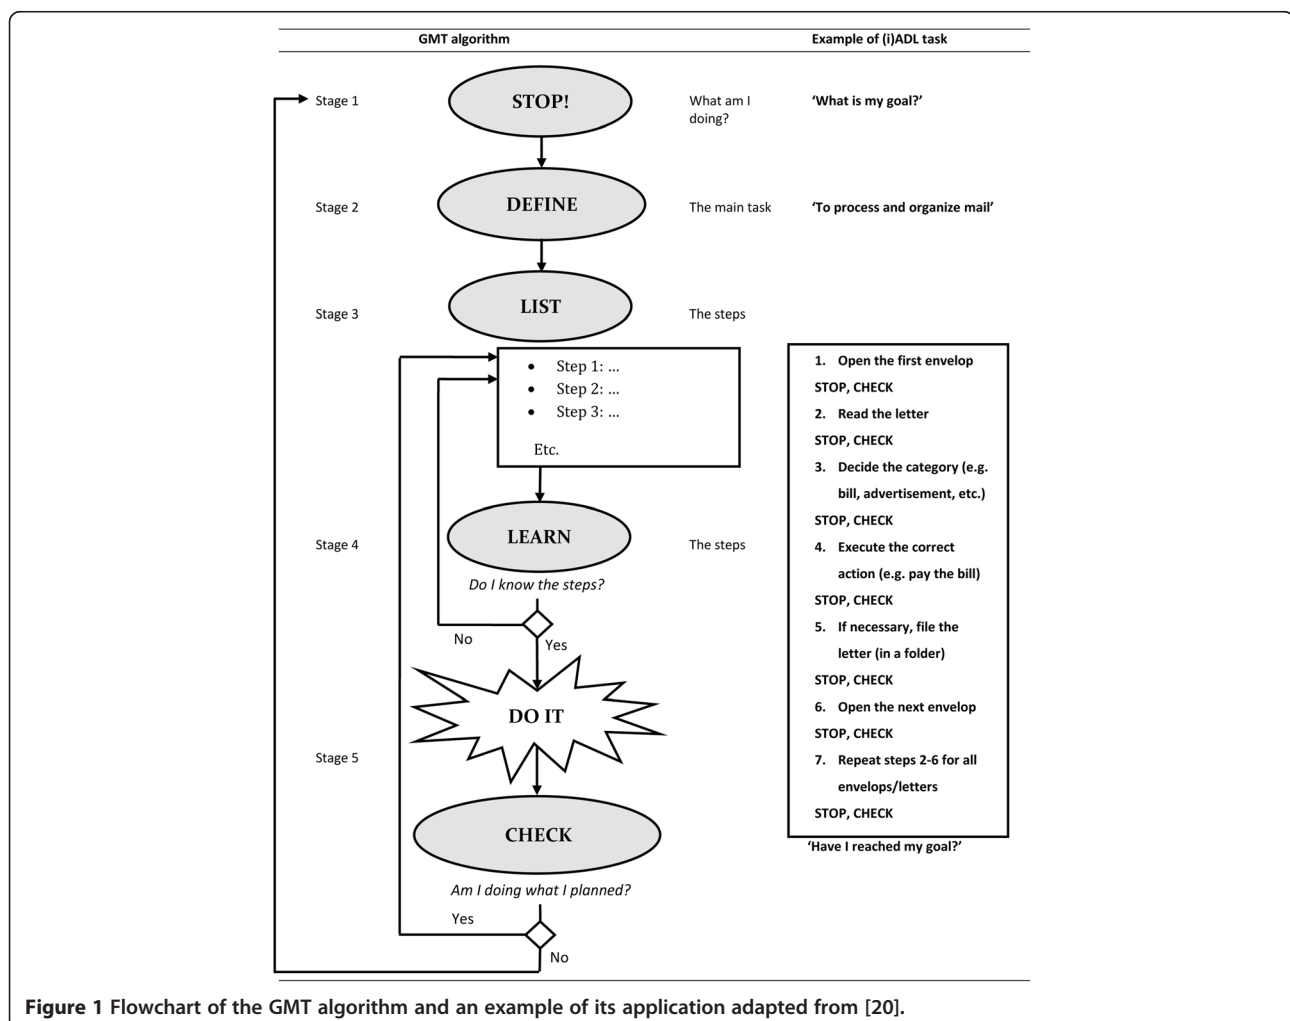 GMT algorithm
Example of (i)ADL task
Stage 1
STOP!
What am I
doing?
‘What is my goal?’
Stage 2
DEFINE
The main task
‘To process and organize mail’
Stage 3
LIST
The steps
• Step 1: ...
• Step 2: ...
• Step 3: ...
Etc.
Stage 4
LEARN
The steps
Do I know the steps?
No
Yes
DO IT
Stage 5
CHECK
Am I doing what I planned?
Yes
No
1. Open the first envelop
STOP, CHECK
2. Read the letter
STOP, CHECK
3. Decide the category (e.g.
bill, advertisement, etc.)
STOP, CHECK
4. Execute the correct
action (e.g. pay the bill)
STOP, CHECK
5. If necessary, file the
letter (in a folder)
STOP, CHECK
6. Open the next envelop
STOP, CHECK
7. Repeat steps 2-6 for all
envelops/letters
STOP, CHECK
‘Have I reached my goal?’
Figure 1 Flowchart of the GMT algorithm and an example of its application adapted from [20].